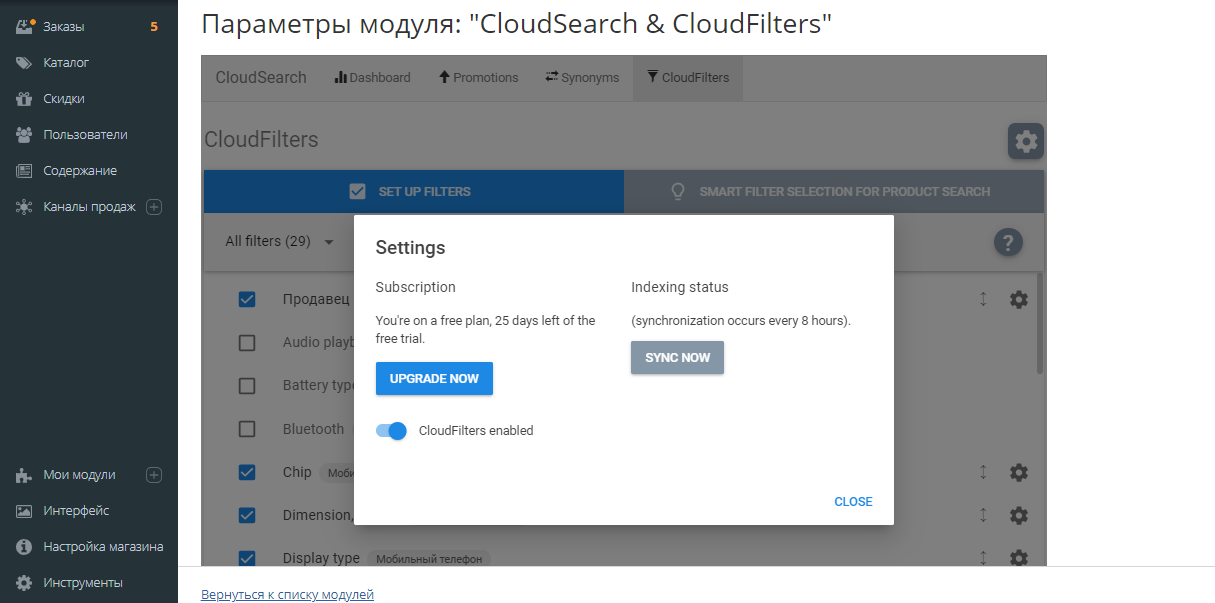 Заказы 5
Каталог
Скидки
Пользователи
Содержание
Каналы продаж
Мои модули
Интерфейс
Настройка магазина
Инструменты
Параметры модуля: "CloudSearch & CloudFilters"
CloudSearch Dashboard Promotions Synonyms CloudFilters
CloudFilters
SET UP FILTERS SMART FILTER SELECTION FOR PRODUCT SEARCH
All filters (29) ?
Продавец
Audio playb
Battery type
Bluetooth
Chip Моби
Dimension,
Display type Мобильный телефон
Settings
Subscription
You're on a free plan, 25 days left of the
free trial.
UPGRADE NOW
CloudFilters enabled
Indexing status
(synchronization occurs every 8 hours).
SYNC NOW
CLOSE
Вернуться к списку модулей